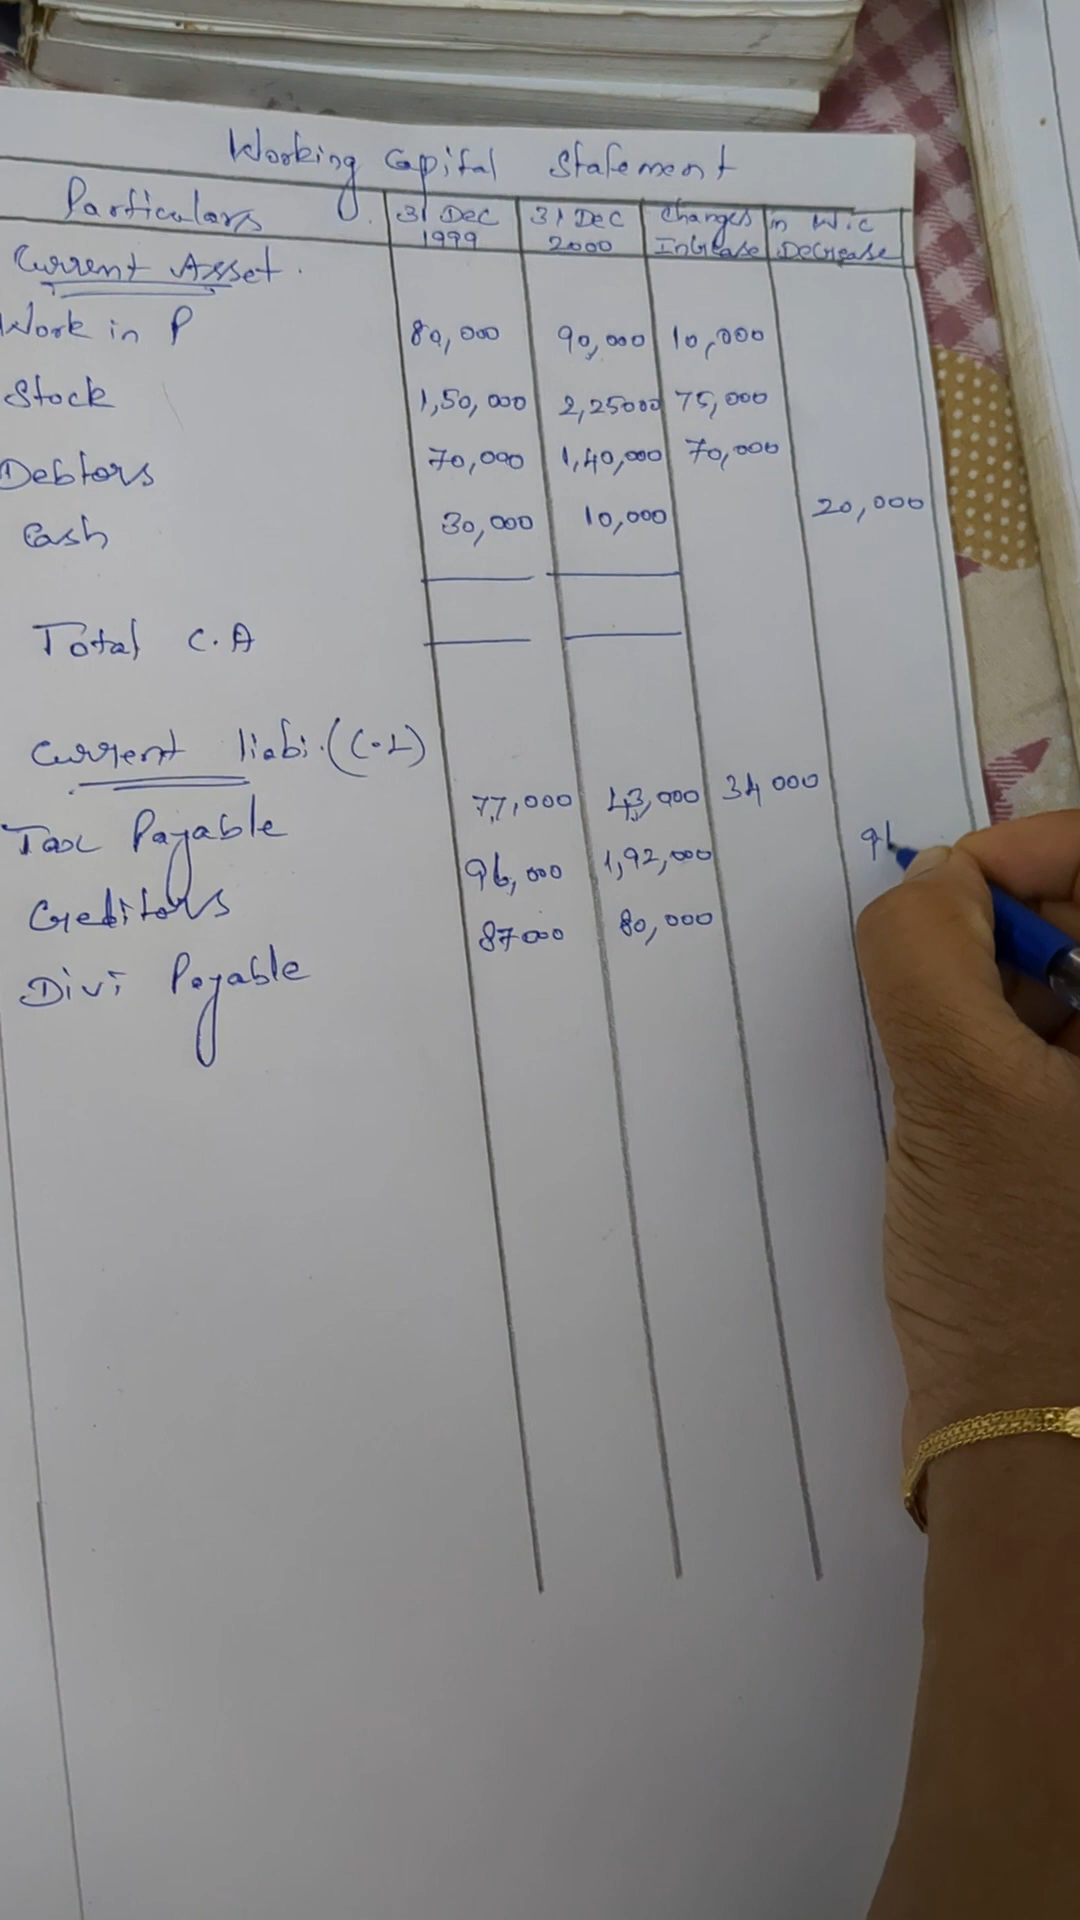 Working Capital Statement
Particulars 31 Dec 1999 31 Dec 2000 Changes in W.C Increase Decrease
Current Asset.
Work in P 80,000 90,000 10,000
Stock 1,50,000 2,25000 75,000
Debtors 70,000 1,40,000 70,000
Cash 30,000 10,000 20,000
Total C.A
Current liabi.(C.L)
Tax Payable 77,000 43,000 34 000
Creditors 96,000 1,92,000 96
Divi Payable 87000 80,000